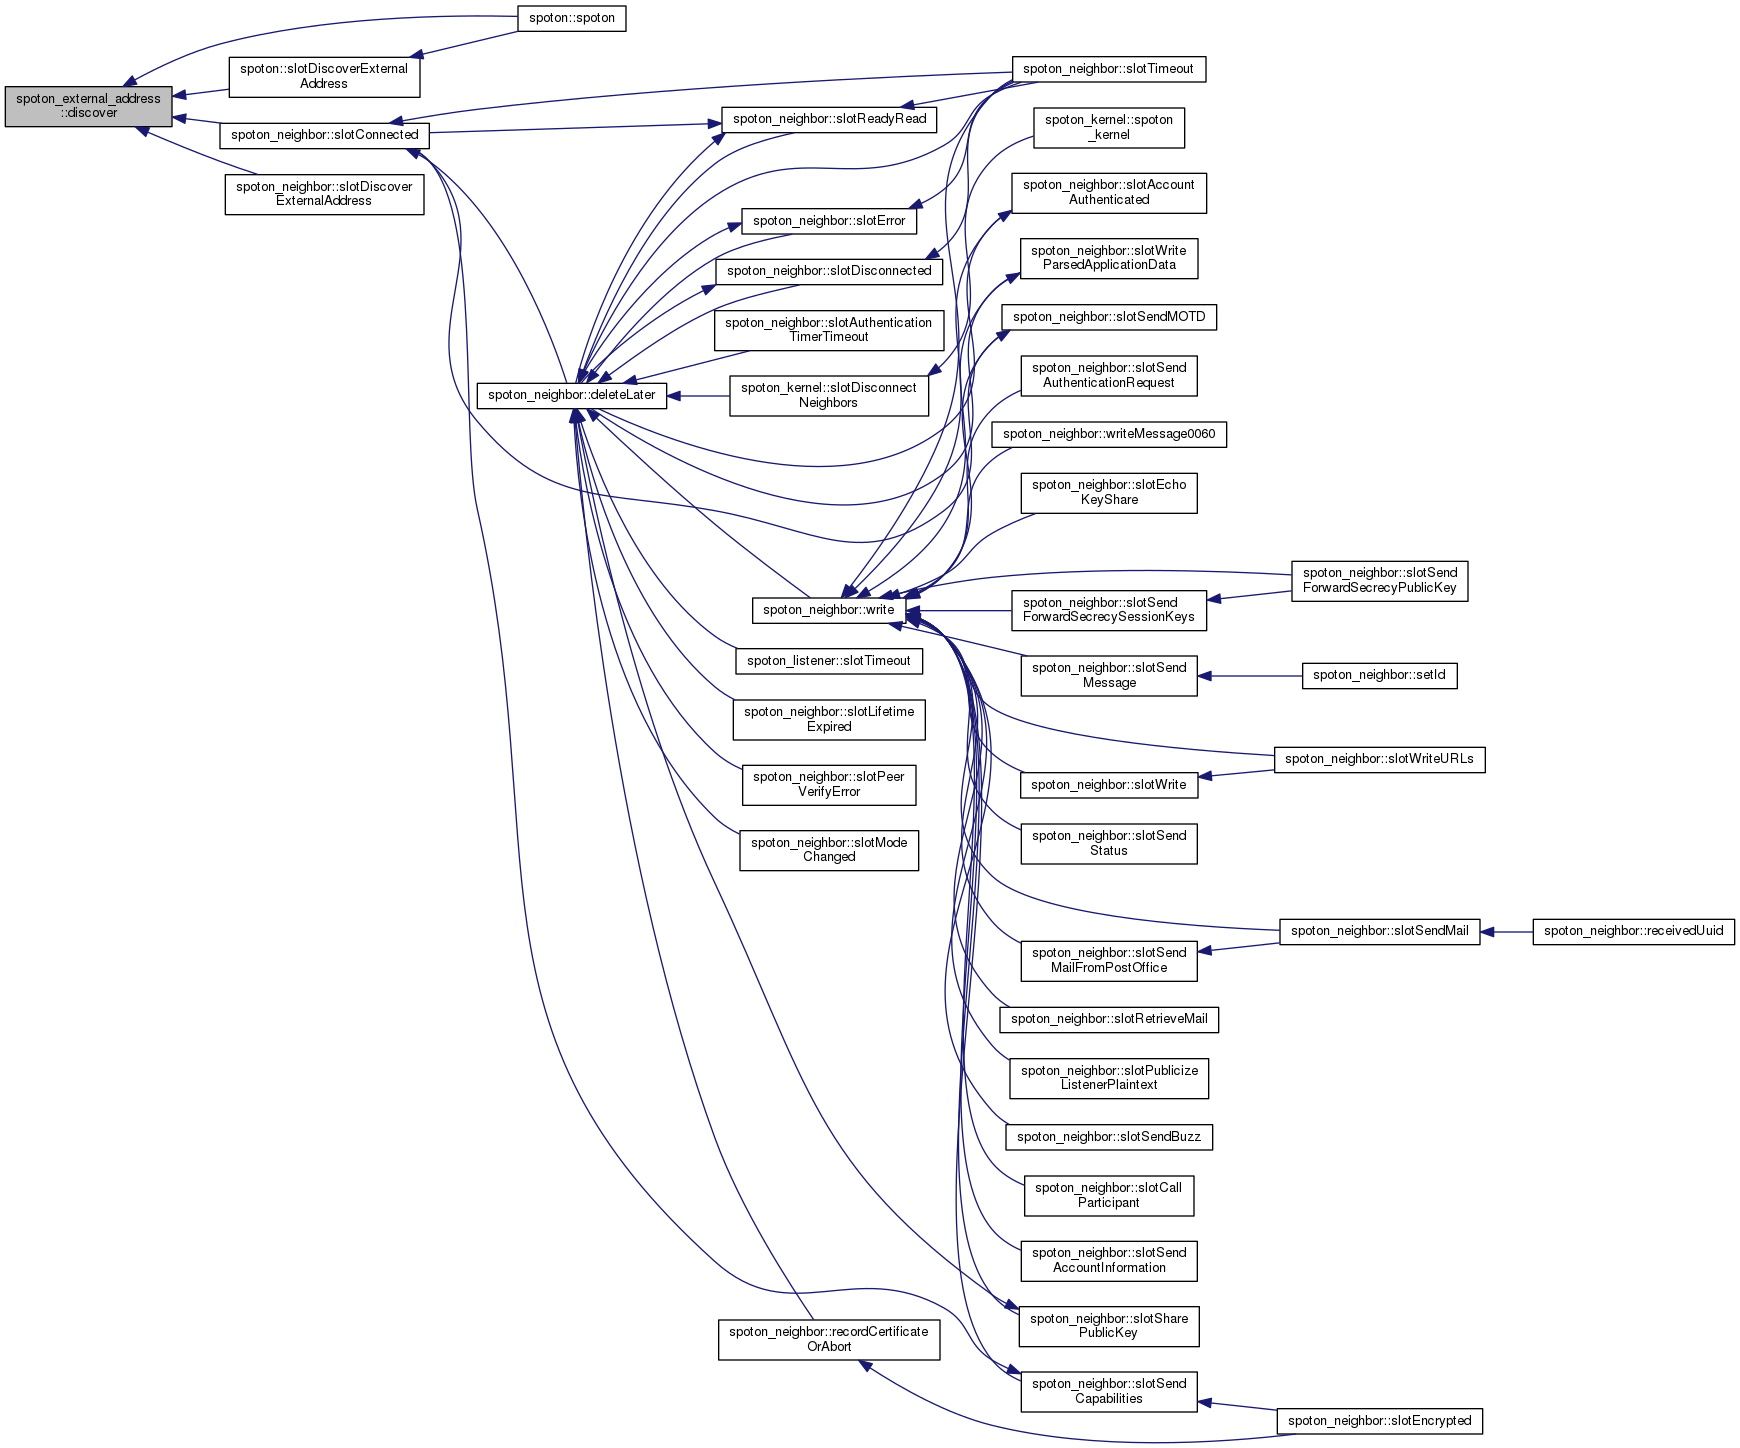 spoton_external_address
::discover
spoton::spoton
spoton::slotDiscoverExternal
Address
spoton_neighbor::slotConnected
spoton_neighbor::slotDiscover
ExternalAddress
spoton_neighbor::deleteLater
spoton_neighbor::slotReadyRead
spoton_neighbor::slotError
spoton_neighbor::slotDisconnected
spoton_neighbor::slotAuthentication
TimerTimeout
spoton_kernel::slotDisconnect
Neighbors
spoton_neighbor::write
spoton_listener::slotTimeout
spoton_neighbor::slotLifetime
Expired
spoton_neighbor::slotPeer
VerifyError
spoton_neighbor::slotMode
Changed
spoton_neighbor::recordCertificate
OrAbort
spoton_neighbor::slotTimeout
spoton_kernel::spoton
_kernel
spoton_neighbor::slotAccount
Authenticated
spoton_neighbor::slotWrite
ParsedApplicationData
spoton_neighbor::slotSendMOTD
spoton_neighbor::slotSend
AuthenticationRequest
spoton_neighbor::writeMessage0060
spoton_neighbor::slotEcho
KeyShare
spoton_neighbor::slotSend
ForwardSecrecyPublicKey
spoton_neighbor::slotSend
ForwardSecrecySessionKeys
spoton_neighbor::slotSend
Message
spoton_neighbor::setId
spoton_neighbor::slotWriteURLs
spoton_neighbor::slotWrite
spoton_neighbor::slotSend
Status
spoton_neighbor::slotSendMail
spoton_neighbor::receivedUuid
spoton_neighbor::slotSend
MailFromPostOffice
spoton_neighbor::slotRetrieveMail
spoton_neighbor::slotPublicize
ListenerPlaintext
spoton_neighbor::slotSendBuzz
spoton_neighbor::slotCall
Participant
spoton_neighbor::slotSend
AccountInformation
spoton_neighbor::slotShare
PublicKey
spoton_neighbor::slotSend
Capabilities
spoton_neighbor::slotEncrypted